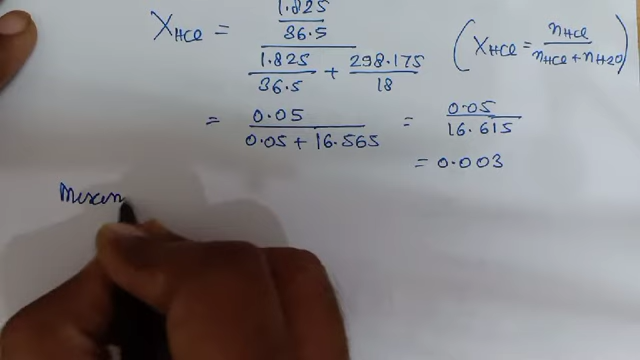 X_HCl = (1.825/36.5) / (1.825/36.5 + 298.175/18) (X_HCl = n_HCl / (n_HCl + n_H2O))
= 0.05 / (0.05 + 16.565) = 0.05 / 16.615
= 0.003